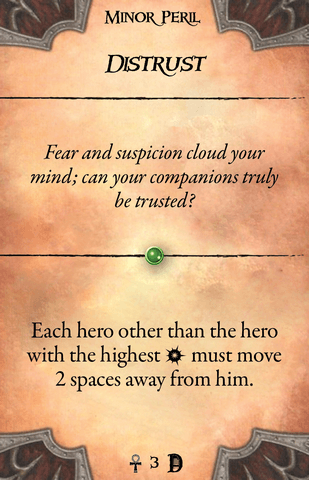 Minor Peril
Distrust
Fear and suspicion cloud your
mind; can your companions truly
be trusted?
Each hero other than the hero
with the highest must move
2 spaces away from him.
3 D